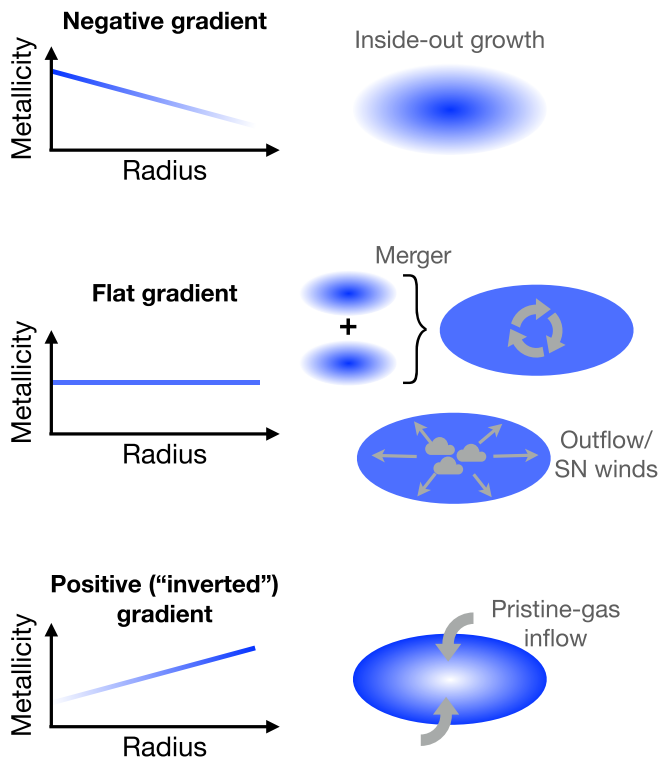 Negative gradient
Metallicity
Radius
Inside-out growth
Flat gradient
Metallicity
Radius
Merger
+
Outflow/
SN winds
Positive (“inverted”)
gradient
Metallicity
Radius
Pristine-gas
inflow